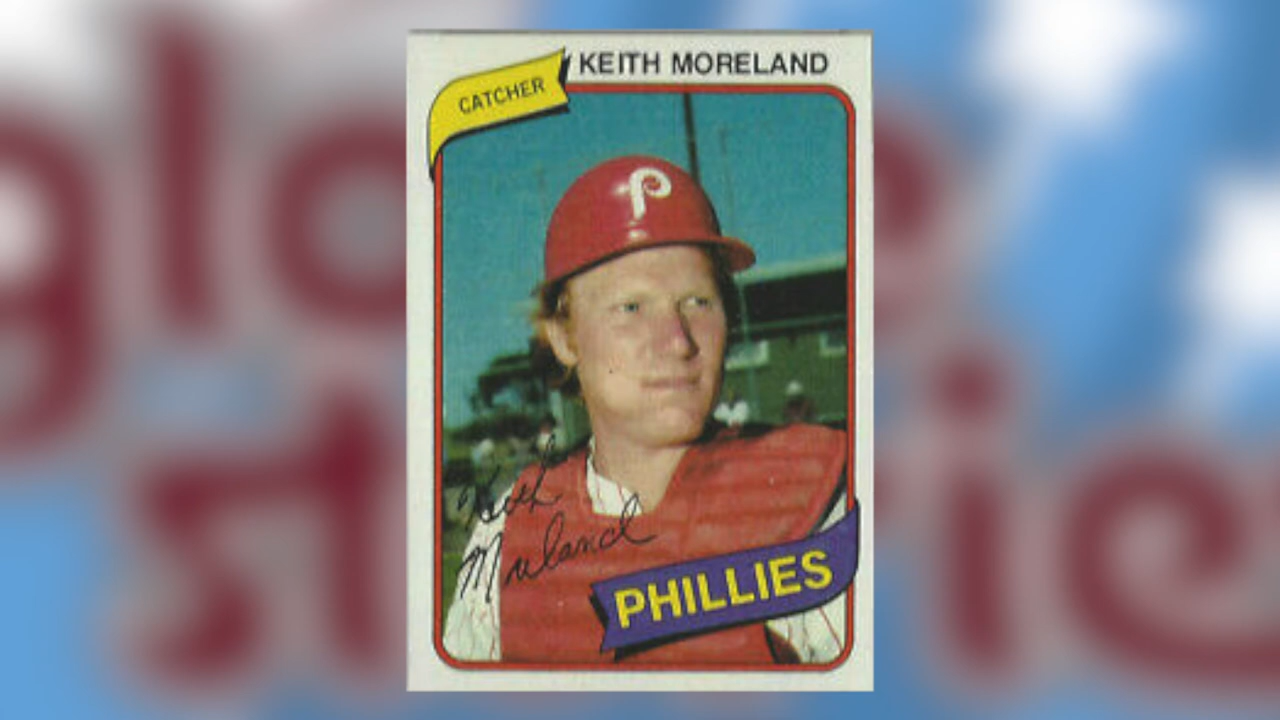 KEITH MORELAND
CATCHER
P
Keith
Moreland
PHILLIES